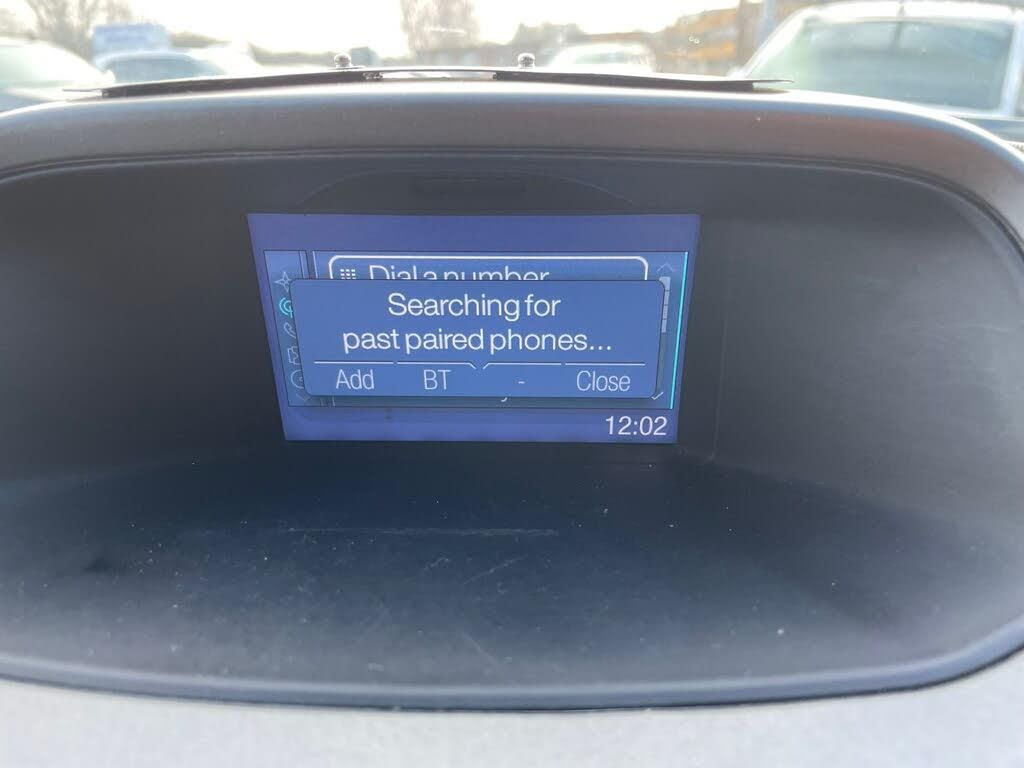 Dial a number
Searching for
past paired phones...
Add BT - Close
12:02